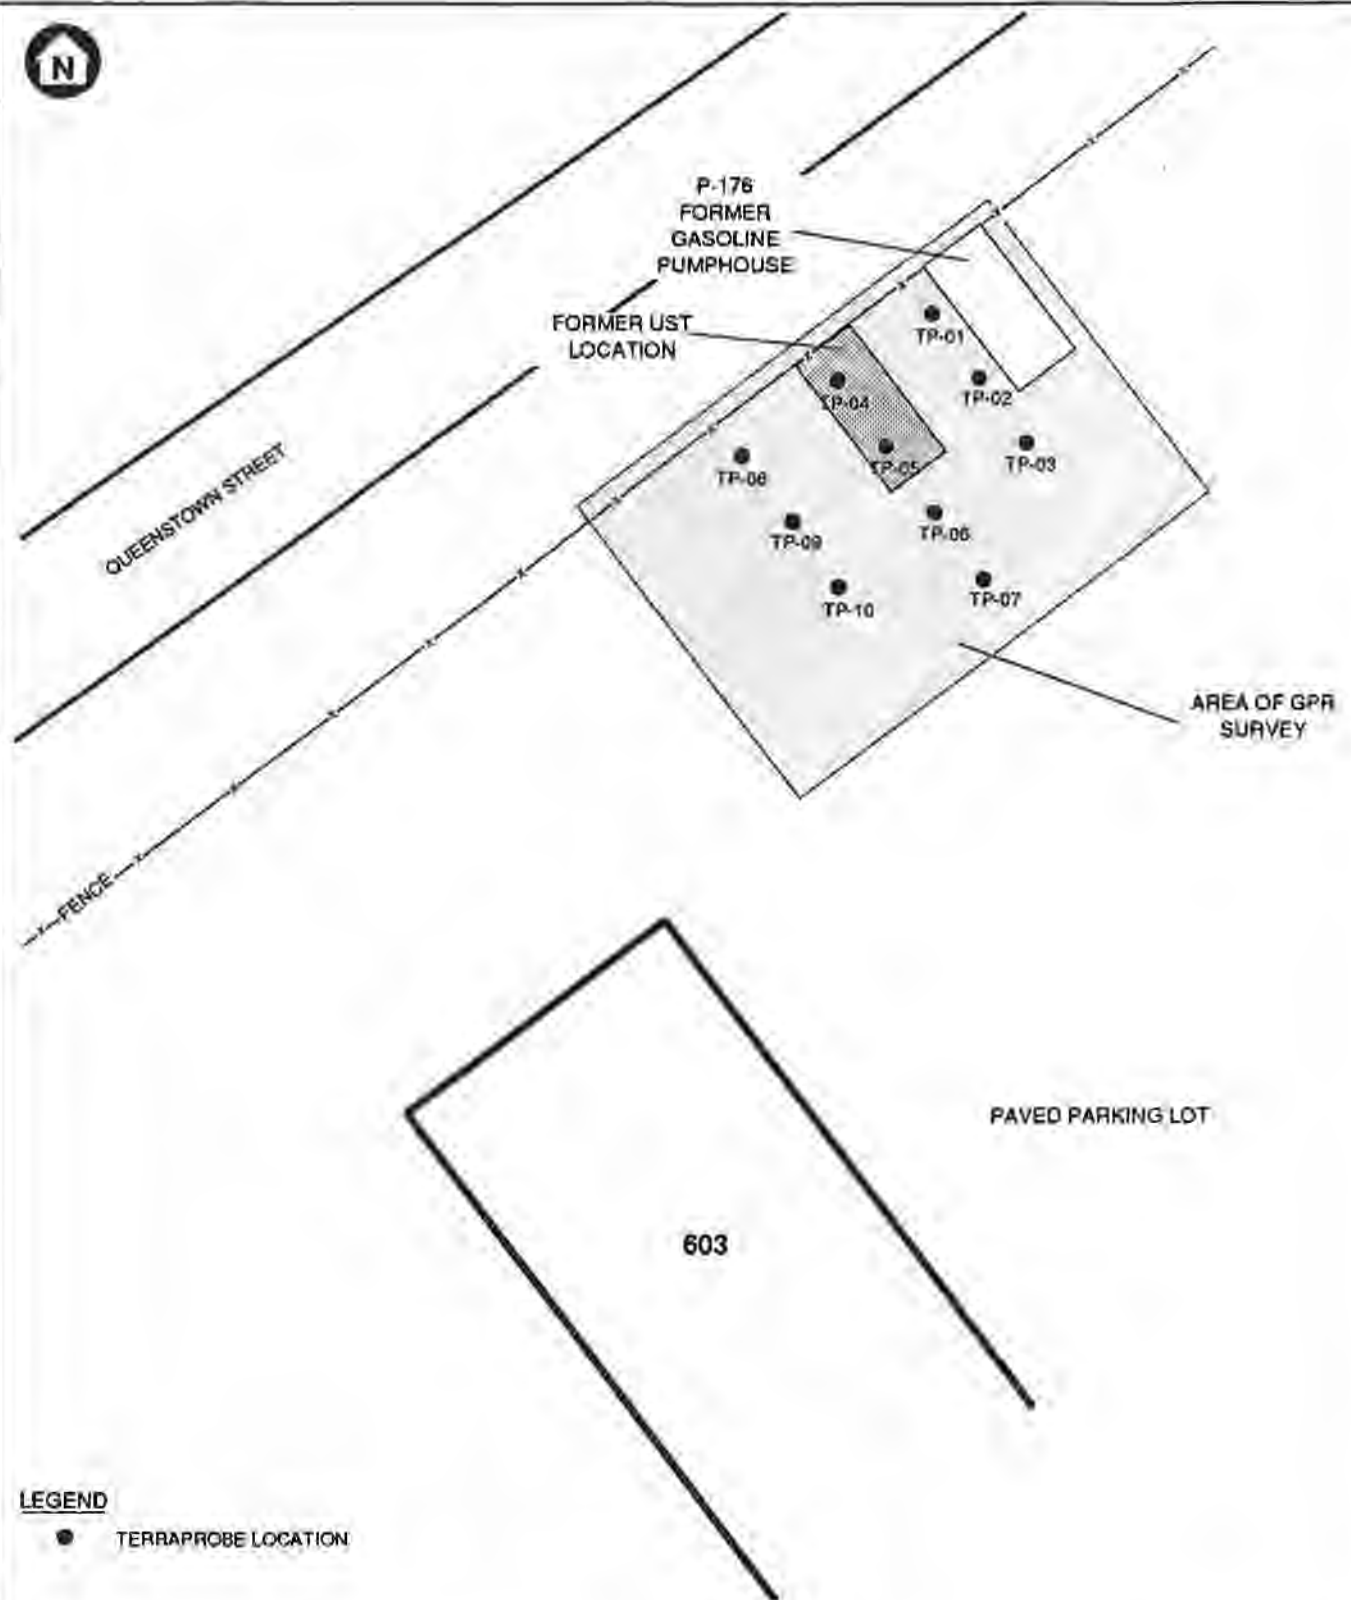 N
P-176
FORMER
GASOLINE
PUMPHOUSE
FORMER UST
LOCATION
TP-01
TP-02
TP-04
TP-03
TP-05
TP-08
TP-06
TP-09
TP-07
TP-10
QUEENSTOWN STREET
AREA OF GPR
SURVEY
FENCE
PAVED PARKING LOT
603
LEGEND
TERRAPROBE LOCATION